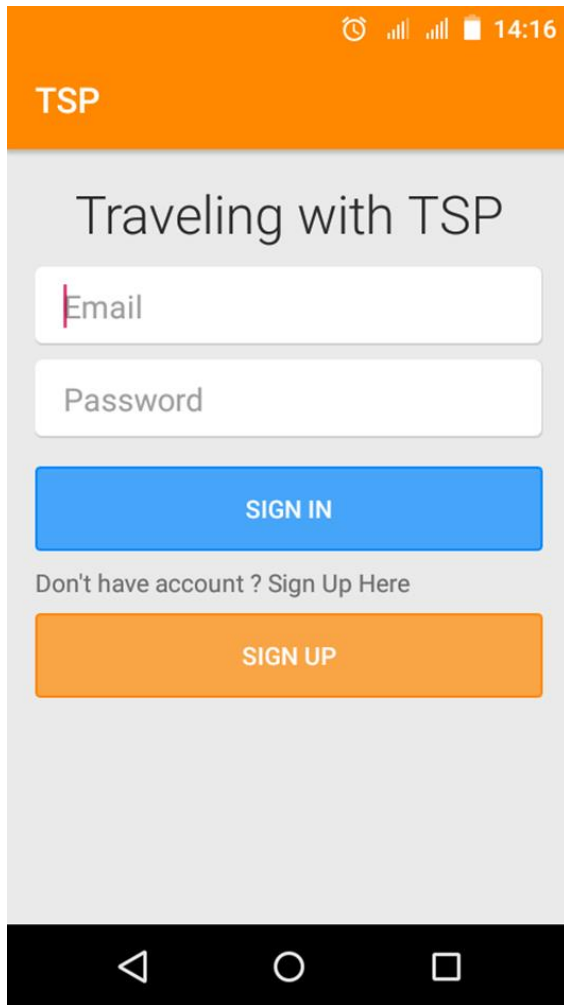 14:16
TSP
Traveling with TSP
Email
Password
SIGN IN
Don't have account ? Sign Up Here
SIGN UP